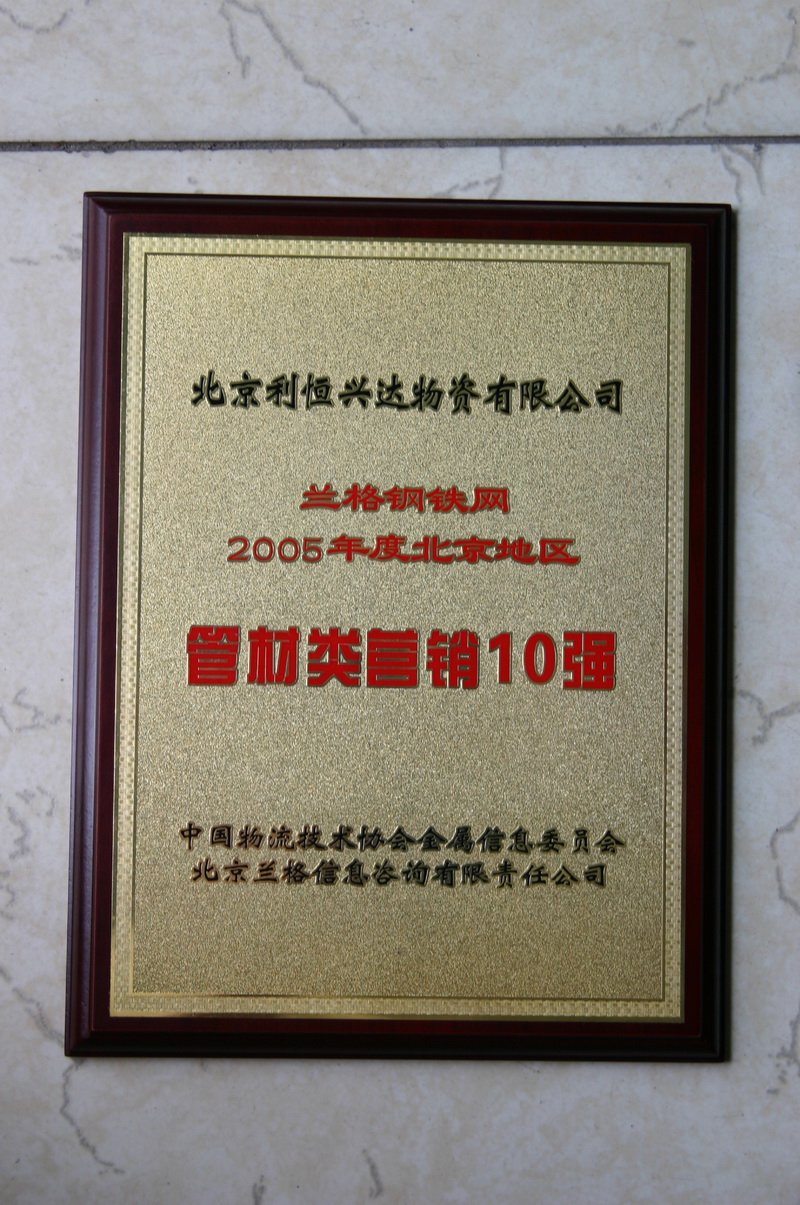 北京利恒兴达物资有限公司
兰格钢铁网
2005年度北京地区
管材类营销10强
中国物流技术协会金属信息委员会
北京兰格信息咨询有限责任公司